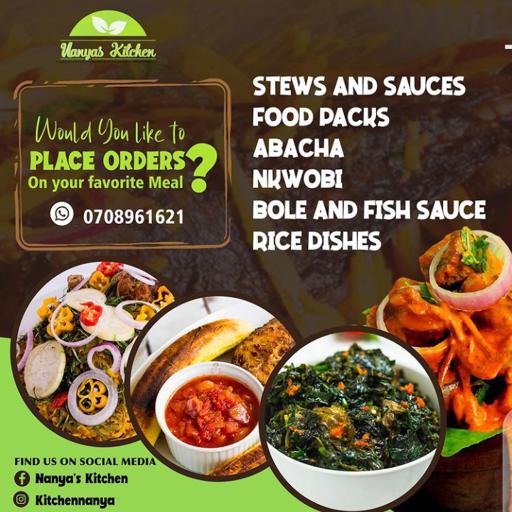 Nanyas Kitchen
Would You like to
PLACE ORDERS
On your favorite Meal ?
0708961621
STEWS AND SAUCES
FOOD PACKS
ABACHA
NKWOBI
BOLE AND FISH SAUCE
RICE DISHES
FIND US ON SOCIAL MEDIA
Nanya's Kitchen
Kitchennanya